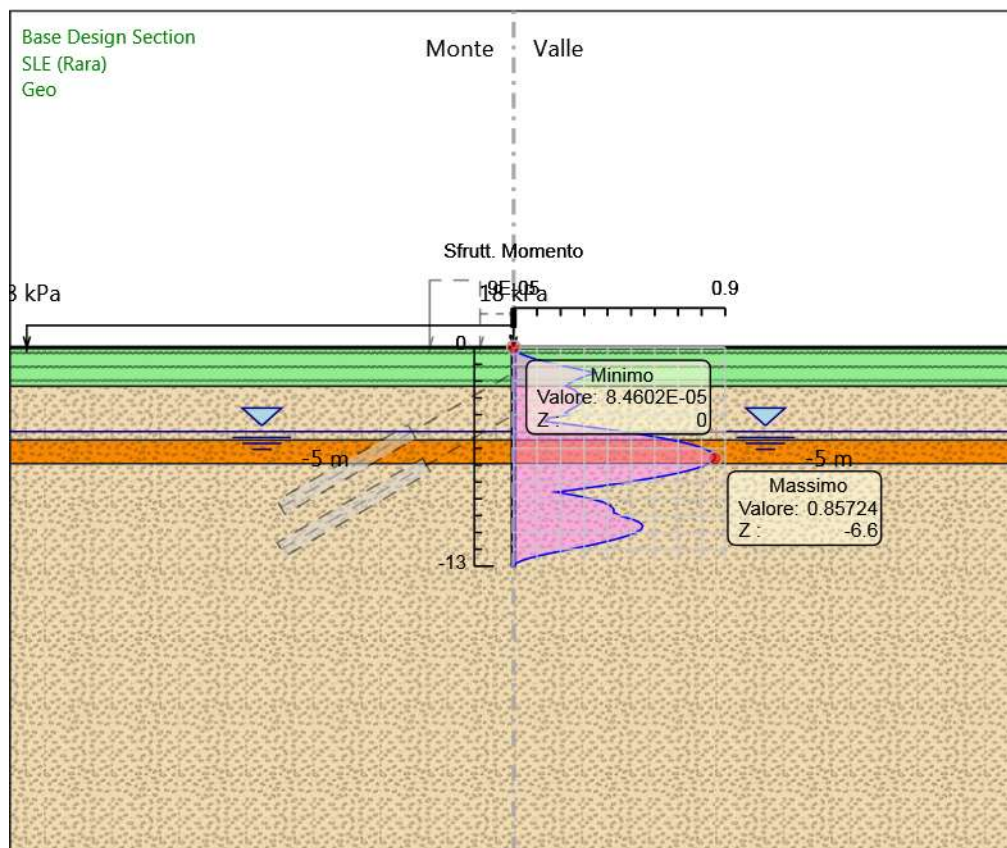 Base Design Section
SLE (Rara)
Geo
Monte Valle
Sfrutt. Momento
0.9
kPa
18 kPa
0
Minimo
Valore: 8.4602E-05
Z : 0
-5 m
-5 m
Massimo
Valore: 0.85724
Z : -6.6
-13